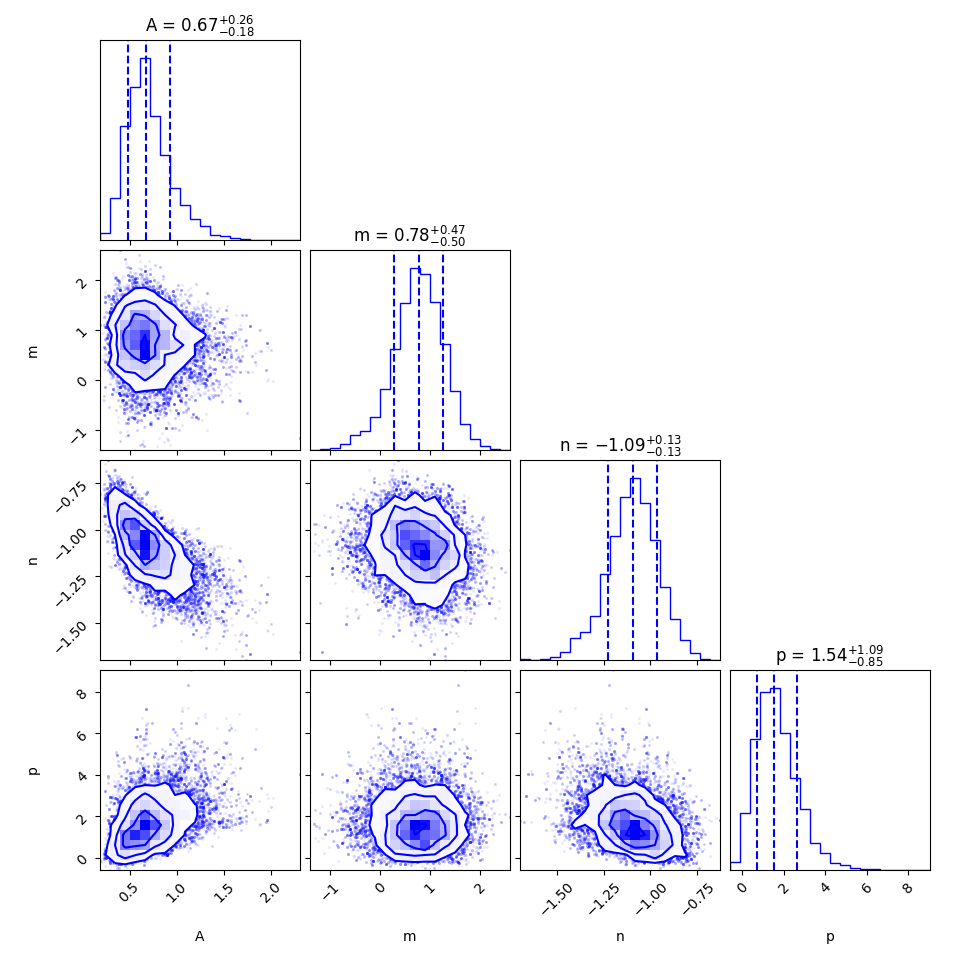 A = 0.67+0.26−0.18
m = 0.78+0.47−0.50
2
1
0
−1
m
n = −1.09+0.13−0.13
−0.75
−1.00
−1.25
−1.50
n
p = 1.54+1.09−0.85
8
6
4
2
0
p
0.5 1.0 1.5 2.0
−1 0 1 2
−1.50 −1.25 −1.00 −0.75
0 2 4 6 8
A m n p